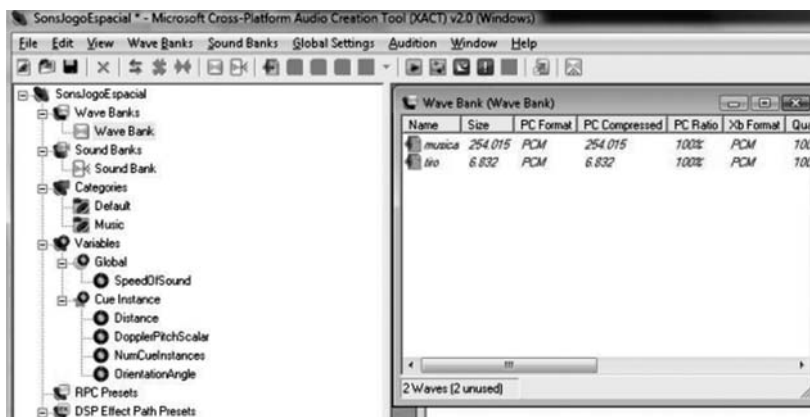 SonsJogoEspacial * - Microsoft Cross-Platform Audio Creation Tool (XACT) v2.0 (Windows)
File Edit View Wave Banks Sound Banks Global Settings Audition Window Help
SonsJogoEspacial
Wave Banks
Wave Bank
Sound Banks
Sound Bank
Categories
Default
Music
Variables
Global
SpeedOfSound
Cue Instance
Distance
DopplerPitchScalar
NumCueInstances
OrientationAngle
RPC Presets
DSP Effect Path Presets
Wave Bank (Wave Bank)
Name Size PC Format PC Compressed PC Ratio Xb Format Qua
musica 254.015 PCM 254.015 100% PCM 100
tiro 6.832 PCM 6.832 100% PCM 100
2 Waves (2 unused)